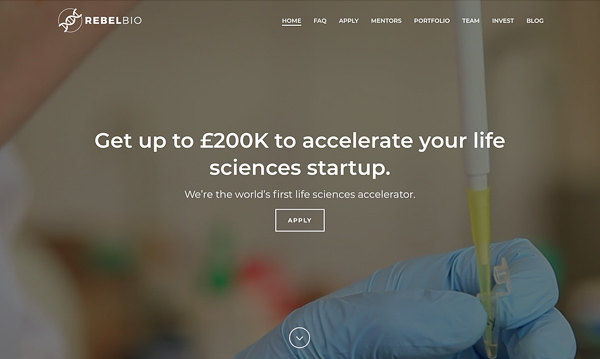 REBELBIO
HOME FAQ APPLY MENTORS PORTFOLIO TEAM INVEST BLOG
Get up to £200K to accelerate your life
sciences startup.
We're the world's first life sciences accelerator.
APPLY